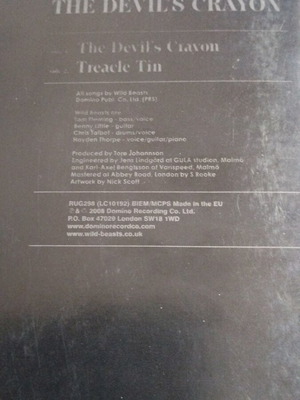 THE DEVIL'S CRAYON
The Devil's Crayon
Treacle Tin
All songs by Wild Beasts
Domino Publ. Co. Ltd. (PRS)
Wild Beasts are:
Tom Fleming - bass/voice
Benny Little - guitar
Chris Talbot - drums/voice
Hayden Thorpe - voice/guitar/piano
Produced by Tore Johansson
Engineered by Jens Lindgård at GULA studion, Malmö
and Karl-Axel Bengtsson at Varispeed, Malmö
Mastered at Abbey Road, London by S Rooke
Artwork by Nick Scott
RUG298 (LC10192) BIEM/MCPS Made in the EU
℗ & © 2008 Domino Recording Co. Ltd.
P.O. Box 47029 London SW18 1WD
www.dominorecordco.com
www.wild-beasts.co.uk